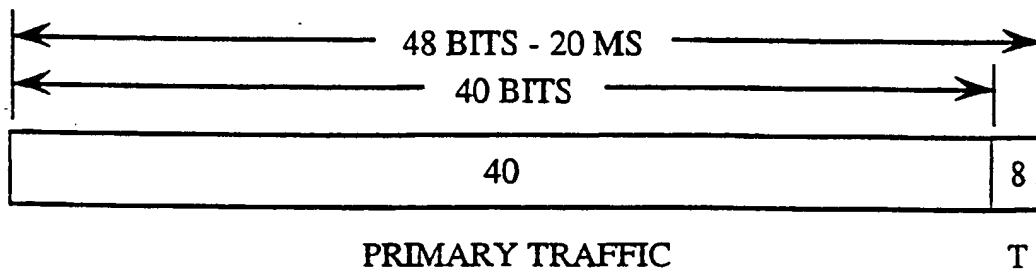 48 BITS - 20 MS
40 BITS
40 8
PRIMARY TRAFFIC T